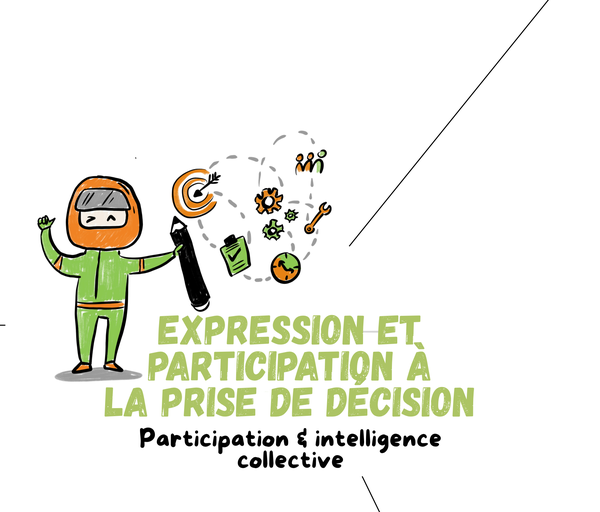 EXPRESSION ET
PARTICIPATION À
LA PRISE DE DÉCISION
Participation & intelligence
collective